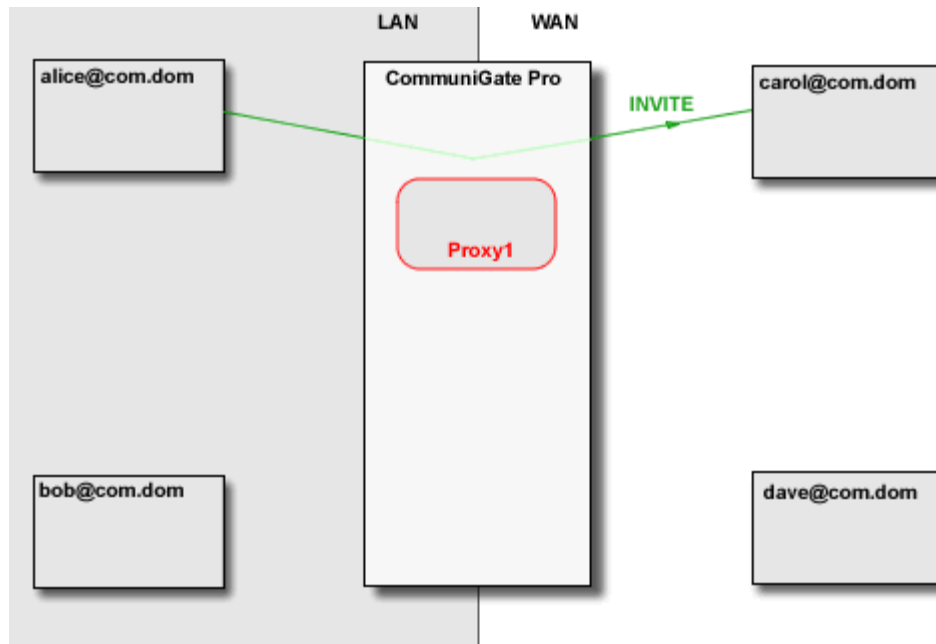 LAN
WAN
alice@com.dom
CommuniGate Pro
carol@com.dom
INVITE
Proxy1
bob@com.dom
dave@com.dom